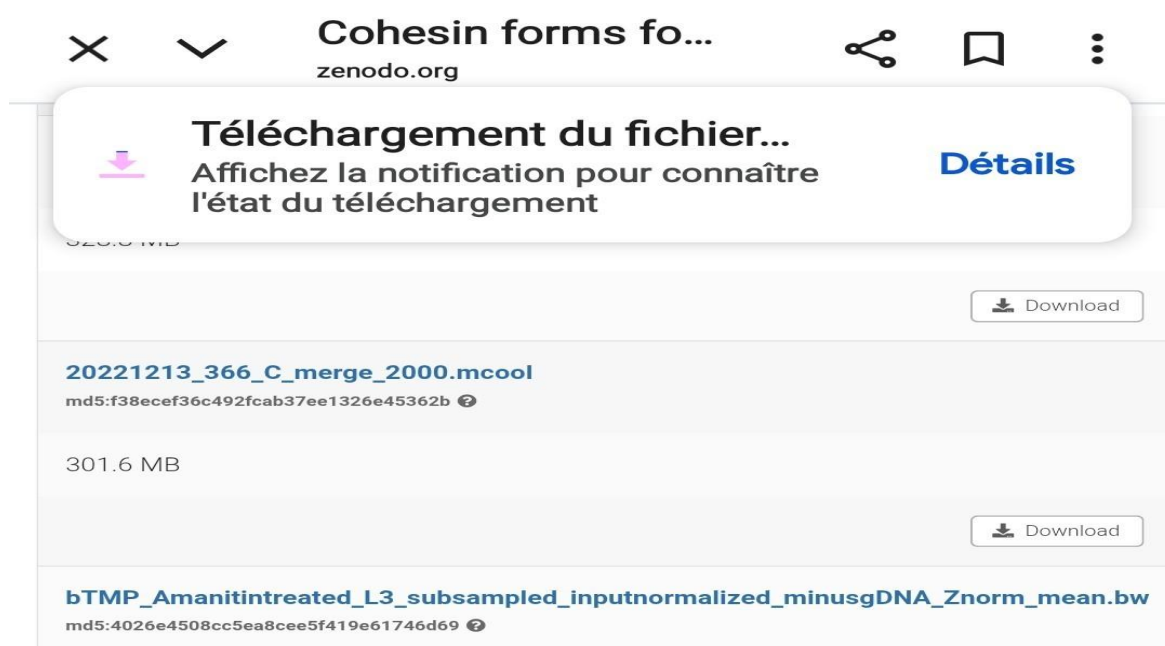 Cohesin forms fo...
zenodo.org
Téléchargement du fichier...
Affichez la notification pour connaître
l'état du téléchargement
Détails
Download
20221213_366_C_merge_2000.mcool
md5:f38ecef36c492fcab37ee1326e45362b
301.6 MB
Download
bTMP_Amanitintreated_L3_subsampled_inputnormalized_minusgDNA_Znorm_mean.bw
md5:4026e4508cc5ea8cee5f419e61746d69